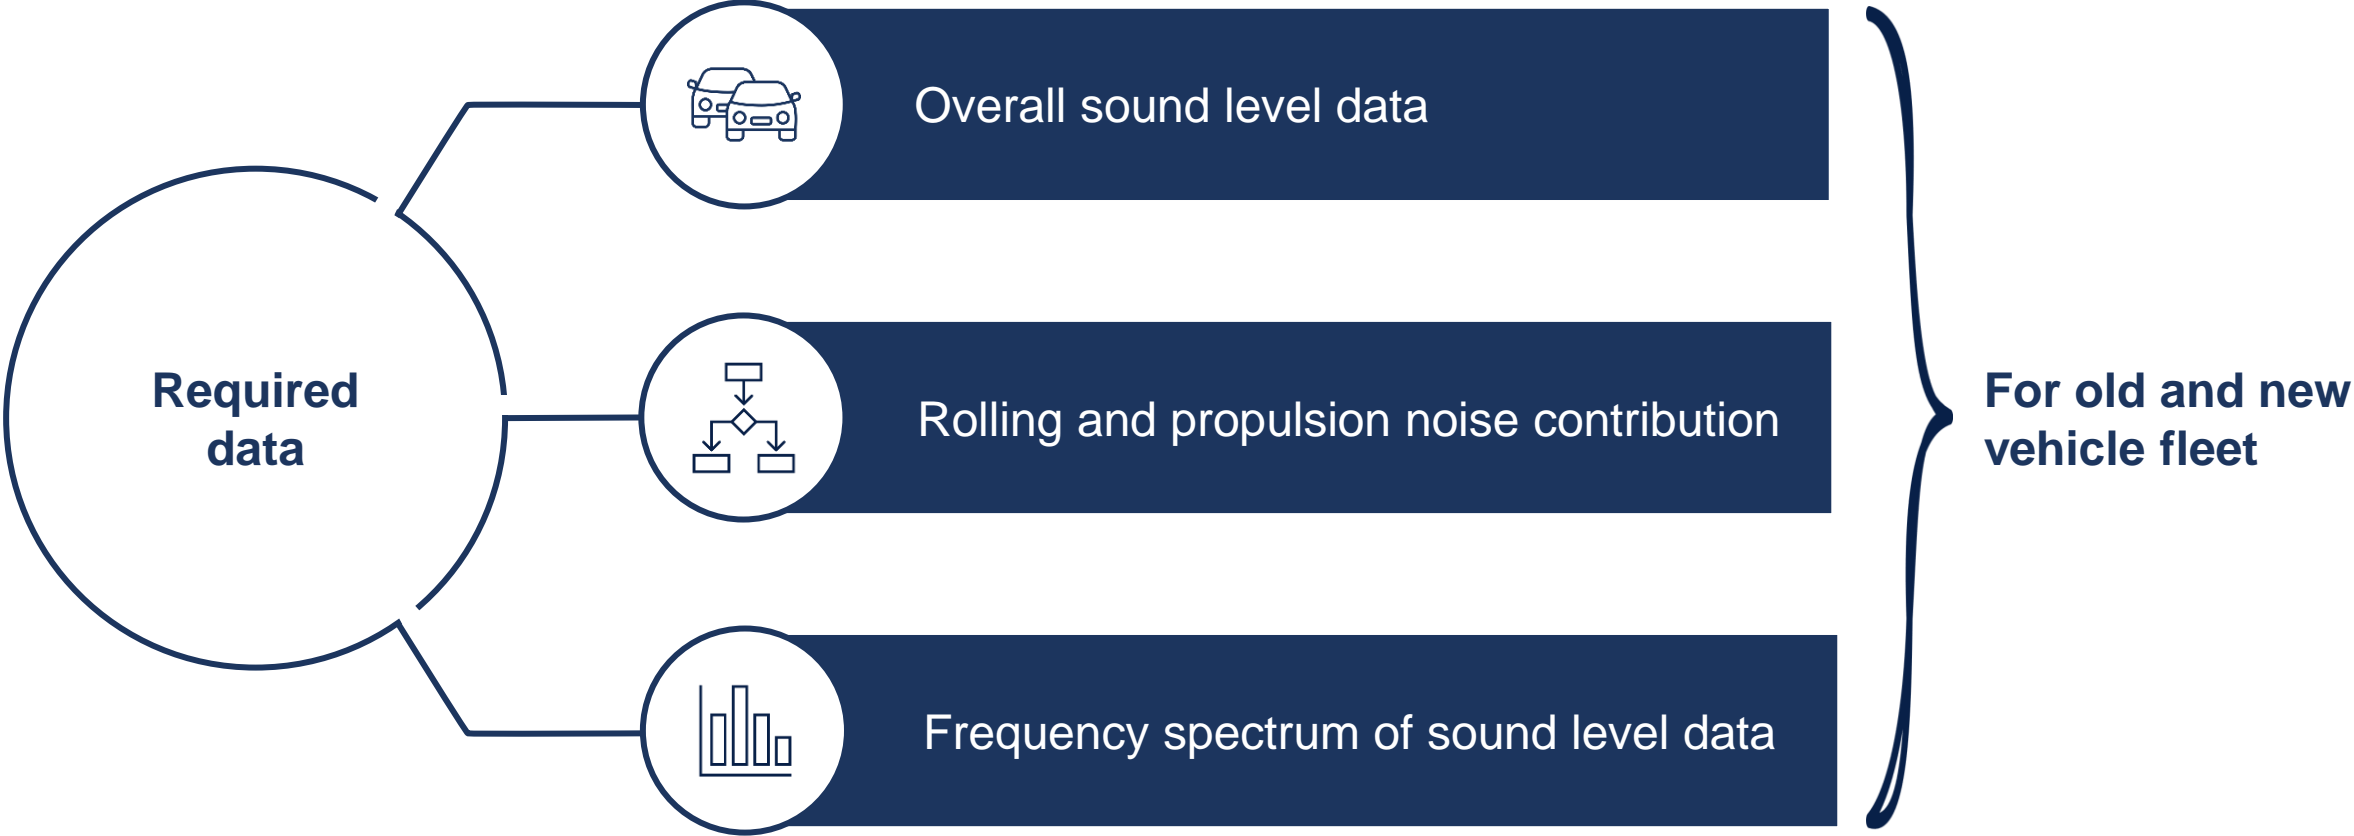 Overall sound level data
Required
data
Rolling and propulsion noise contribution
For old and new
vehicle fleet
Frequency spectrum of sound level data